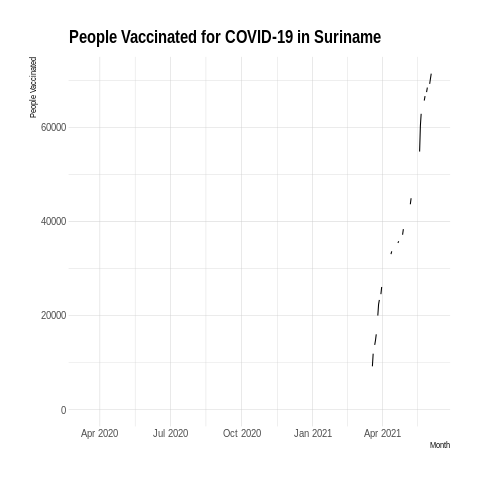 People Vaccinated for COVID-19 in Suriname
People Vaccinated
60000
40000
20000
0
Apr 2020 Jul 2020 Oct 2020 Jan 2021 Apr 2021
Month